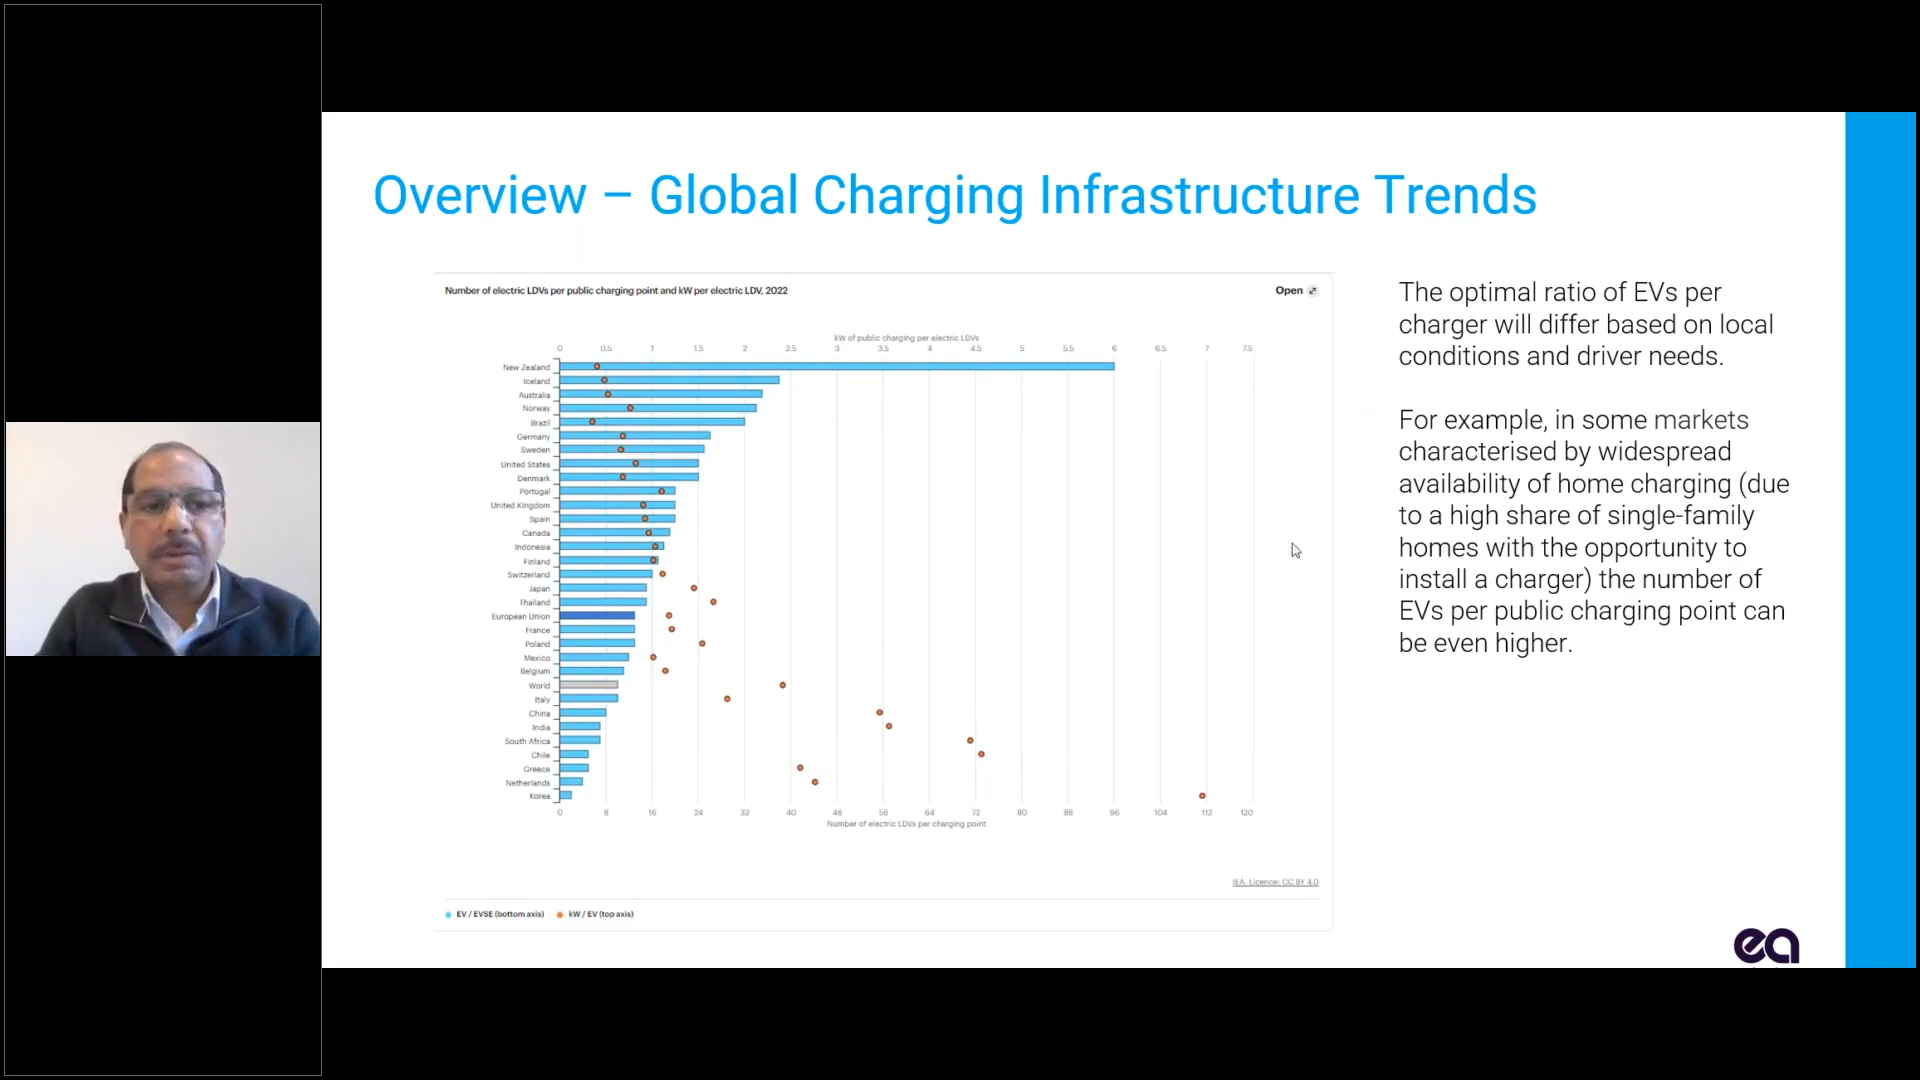 Overview – Global Charging Infrastructure Trends
Number of electric LDVs per public charging point and kW per electric LDV, 2022
Open
kW of public charging per electric LDVs
0 0.5 1 1.5 2 2.5 3 3.5 4 4.5 5 5.5 6 6.5 7 7.5
New Zealand
Iceland
Australia
Norway
Brazil
Germany
Sweden
United States
Denmark
Portugal
United Kingdom
Spain
Canada
Indonesia
Finland
Switzerland
Japan
Thailand
European Union
France
Poland
Mexico
Belgium
World
Italy
China
India
South Africa
Chile
Greece
Netherlands
Korea
0 8 16 24 32 40 48 56 64 72 80 88 96 104 112 120
Number of electric LDVs per charging point
IEA. Licence: CC BY 4.0
EV / EVSE (bottom axis) kW / EV (top axis)
The optimal ratio of EVs per
charger will differ based on local
conditions and driver needs.
For example, in some markets
characterised by widespread
availability of home charging (due
to a high share of single-family
homes with the opportunity to
install a charger) the number of
EVs per public charging point can
be even higher.
ea